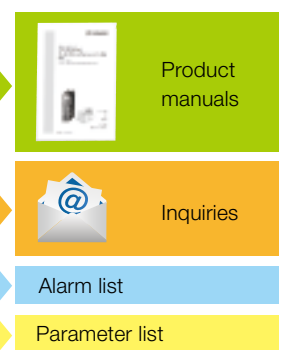 Product
manuals
@
Inquiries
Alarm list
Parameter list